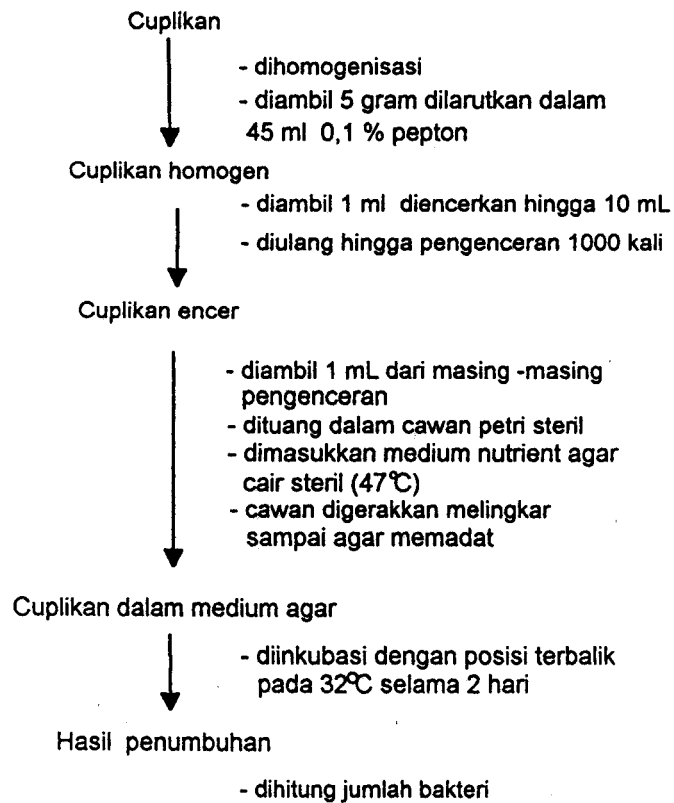 Cuplikan
- dihomogenisasi
- diambil 5 gram dilarutkan dalam
45 ml 0,1 % pepton
Cuplikan homogen
- diambil 1 ml diencerkan hingga 10 mL
- diulang hingga pengenceran 1000 kali
Cuplikan encer
- diambil 1 mL dari masing -masing
pengenceran
- dituang dalam cawan petri steril
- dimasukkan medium nutrient agar
cair steril (47°C)
- cawan digerakkan melingkar
sampai agar memadat
Cuplikan dalam medium agar
- diinkubasi dengan posisi terbalik
pada 32°C selama 2 hari
Hasil penumbuhan
- dihitung jumlah bakteri